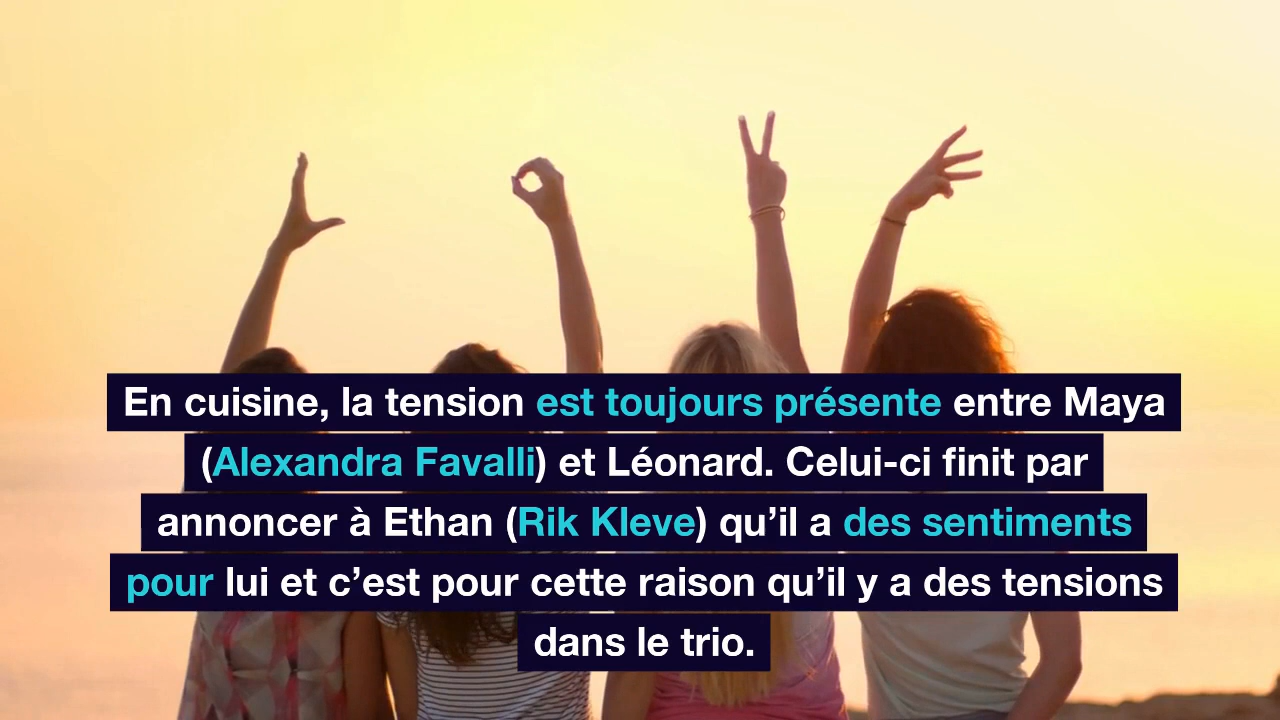 En cuisine, la tension est toujours présente entre Maya
(Alexandra Favalli) et Léonard. Celui-ci finit par
annoncer à Ethan (Rik Kleve) qu’il a des sentiments
pour lui et c’est pour cette raison qu’il y a des tensions
dans le trio.